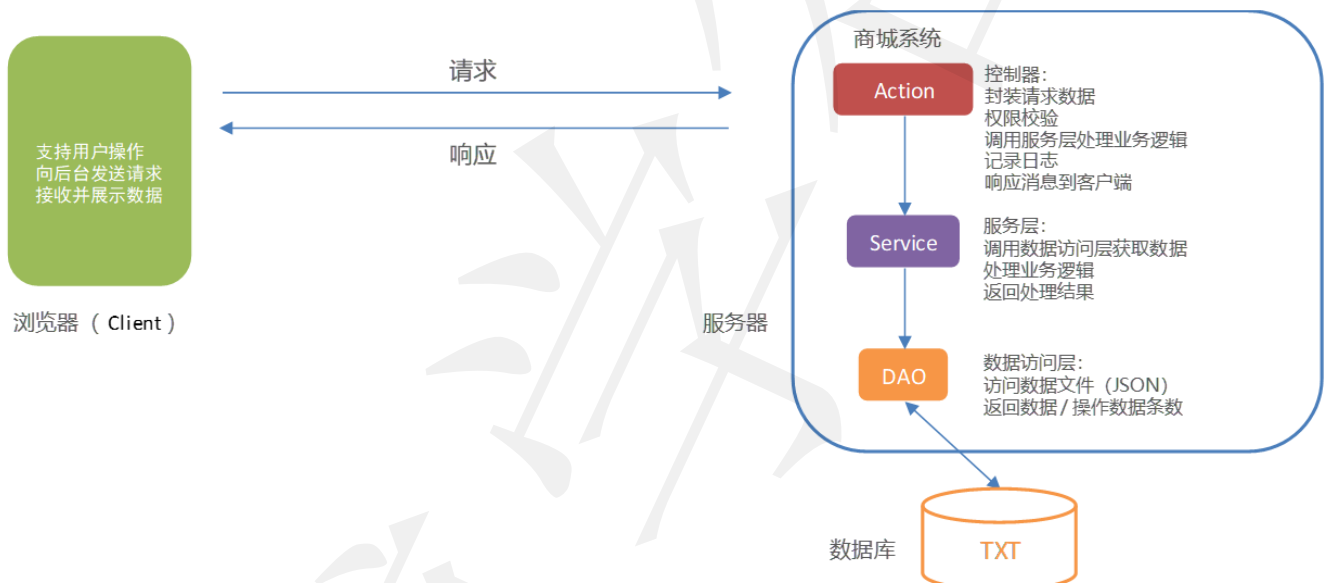 商城系统
请求
响应
支持用户操作
向后台发送请求
接收并展示数据
浏览器（Client）
服务器
Action
控制器：
封装请求数据
权限校验
调用服务层处理业务逻辑
记录日志
响应消息到客户端
Service
服务层：
调用数据访问层获取数据
处理业务逻辑
返回处理结果
DAO
数据访问层：
访问数据文件（JSON）
返回数据/操作数据条数
数据库
TXT